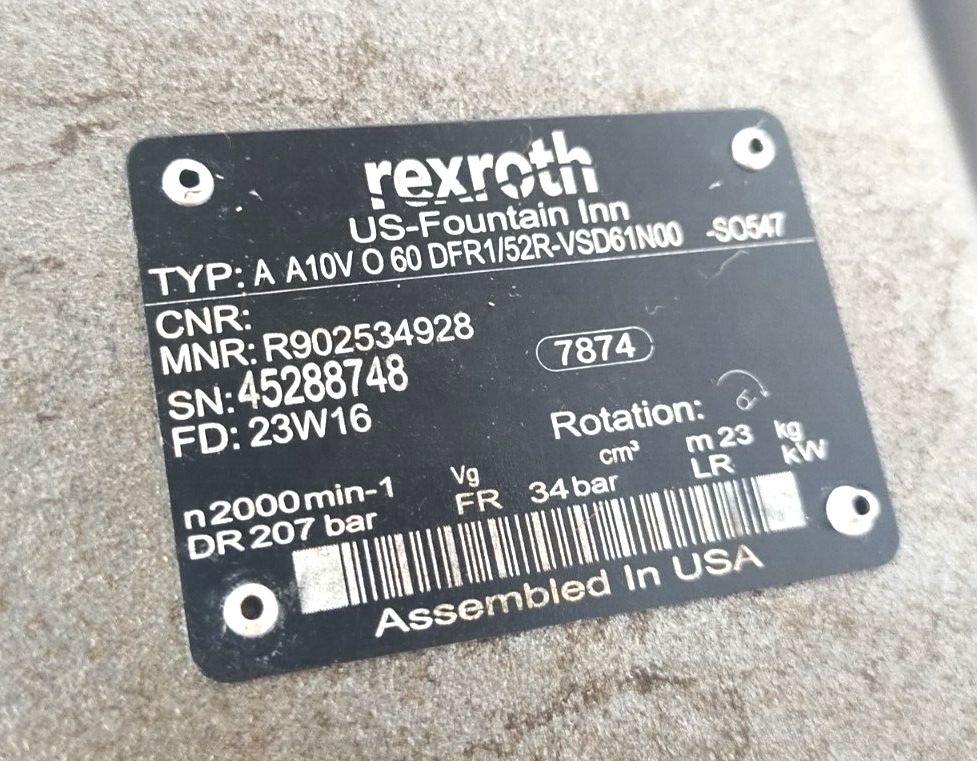 rexroth
US-Fountain Inn
TYP: A A10V O 60 DFR1/52R-VSD61N00 -SO547
CNR:
MNR: R902534928
7874
SN: 45288748
FD: 23W16
Rotation:
n 2000 min-1 Vg cm³ m 23 kg
DR 207 bar FR 34 bar LR kW
Assembled In USA